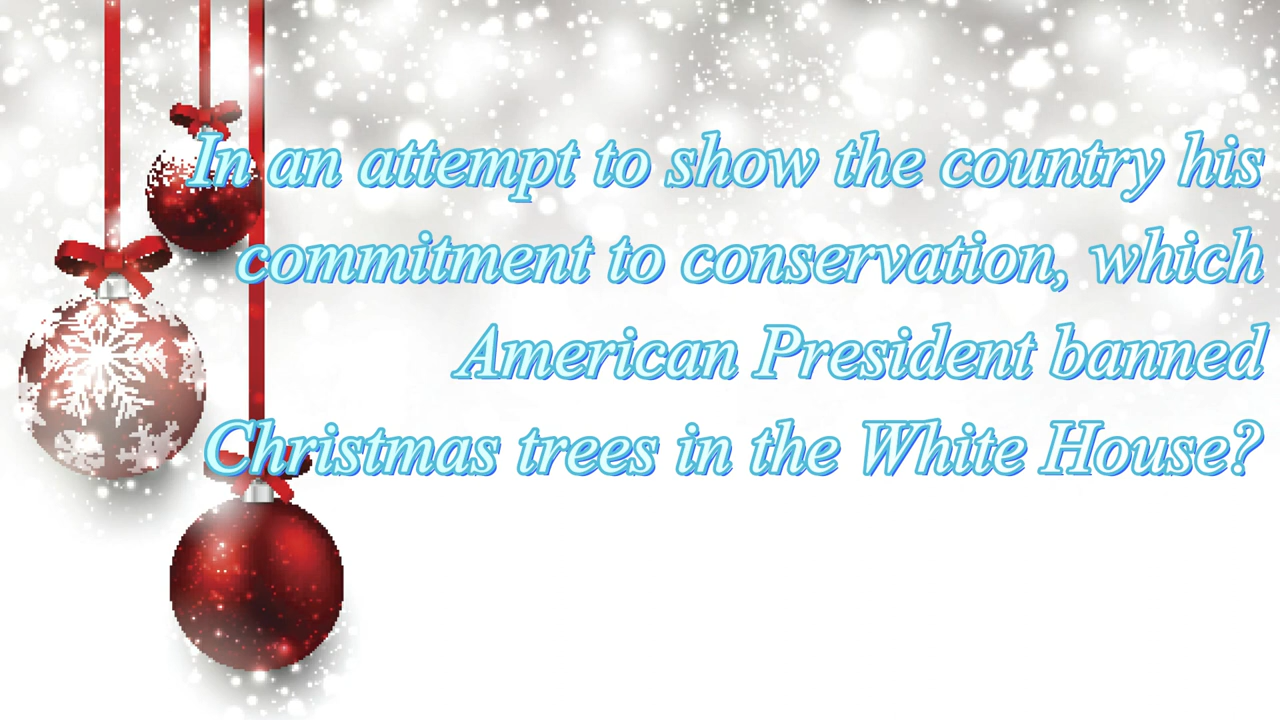 In an attempt to show the country his
commitment to conservation, which
American President banned
Christmas trees in the White House?